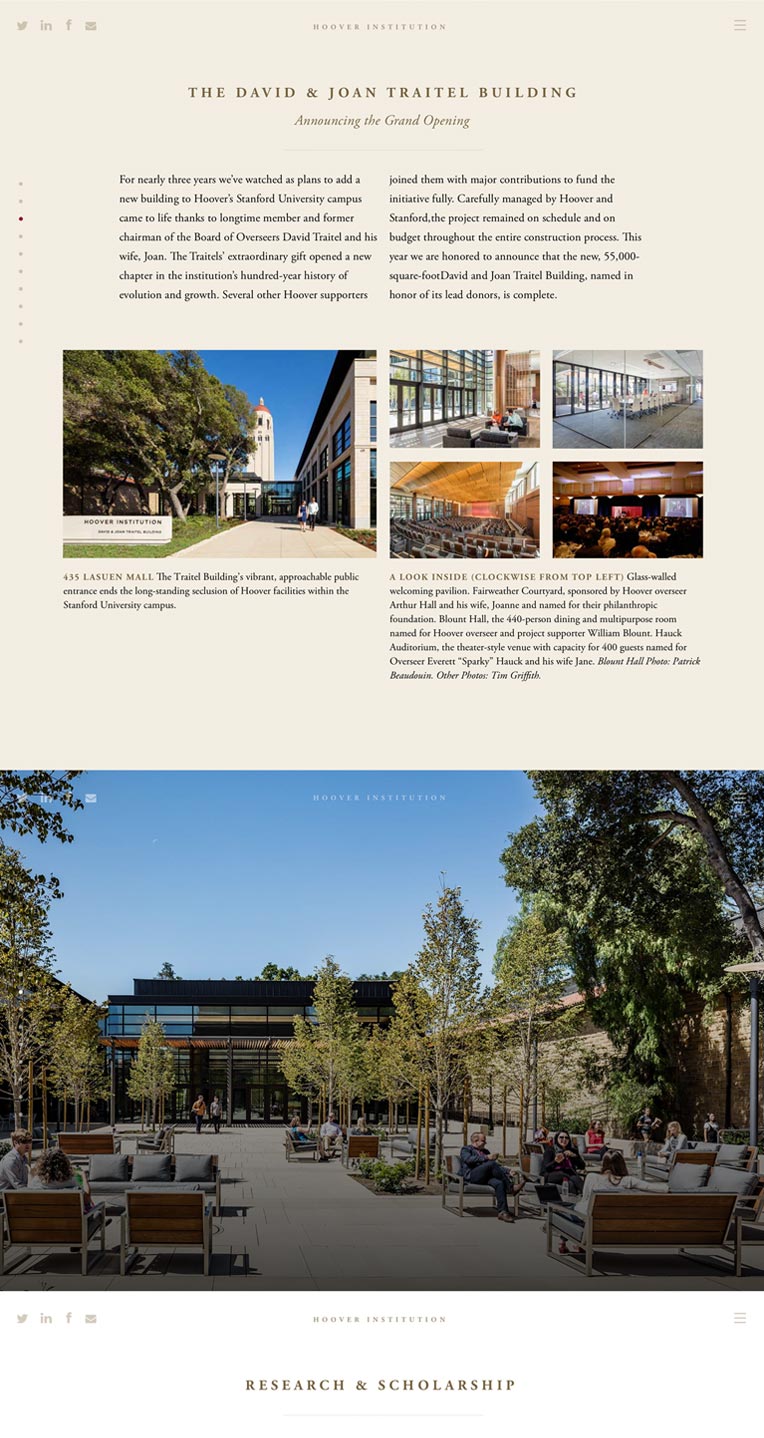 HOOVER INSTITUTION
THE DAVID & JOAN TRAITEL BUILDING
Announcing the Grand Opening
For nearly three years we've watched as plans to add a
new building to Hoover's Stanford University campus
came to life thanks to longtime member and former
chairman of the Board of Overseers David Traitel and his
wife, Joan. The Traitels' extraordinary gift opened a new
chapter in the institution's hundred-year history of
evolution and growth. Several other Hoover supporters
joined them with major contributions to fund the
initiative fully. Carefully managed by Hoover and
Stanford,the project remained on schedule and on
budget throughout the entire construction process. This
year we are honored to announce that the new, 55,000-
square-footDavid and Joan Traitel Building, named in
honor of its lead donors, is complete.
HOOVER INSTITUTION
DAVID & JOAN TRAITEL BUILDING
435 LASUEN MALL The Traitel Building's vibrant, approachable public
entrance ends the long-standing seclusion of Hoover facilities within the
Stanford University campus.
A LOOK INSIDE (CLOCKWISE FROM TOP LEFT) Glass-walled
welcoming pavilion. Fairweather Courtyard, sponsored by Hoover overseer
Arthur Hall and his wife, Joanne and named for their philanthropic
foundation. Blount Hall, the 440-person dining and multipurpose room
named for Hoover overseer and project supporter William Blount. Hauck
Auditorium, the theater-style venue with capacity for 400 guests named for
Overseer Everett “Sparky” Hauck and his wife Jane. Blount Hall Photo: Patrick
Beaudouin. Other Photos: Tim Griffith.
HOOVER INSTITUTION
HOOVER INSTITUTION
RESEARCH & SCHOLARSHIP